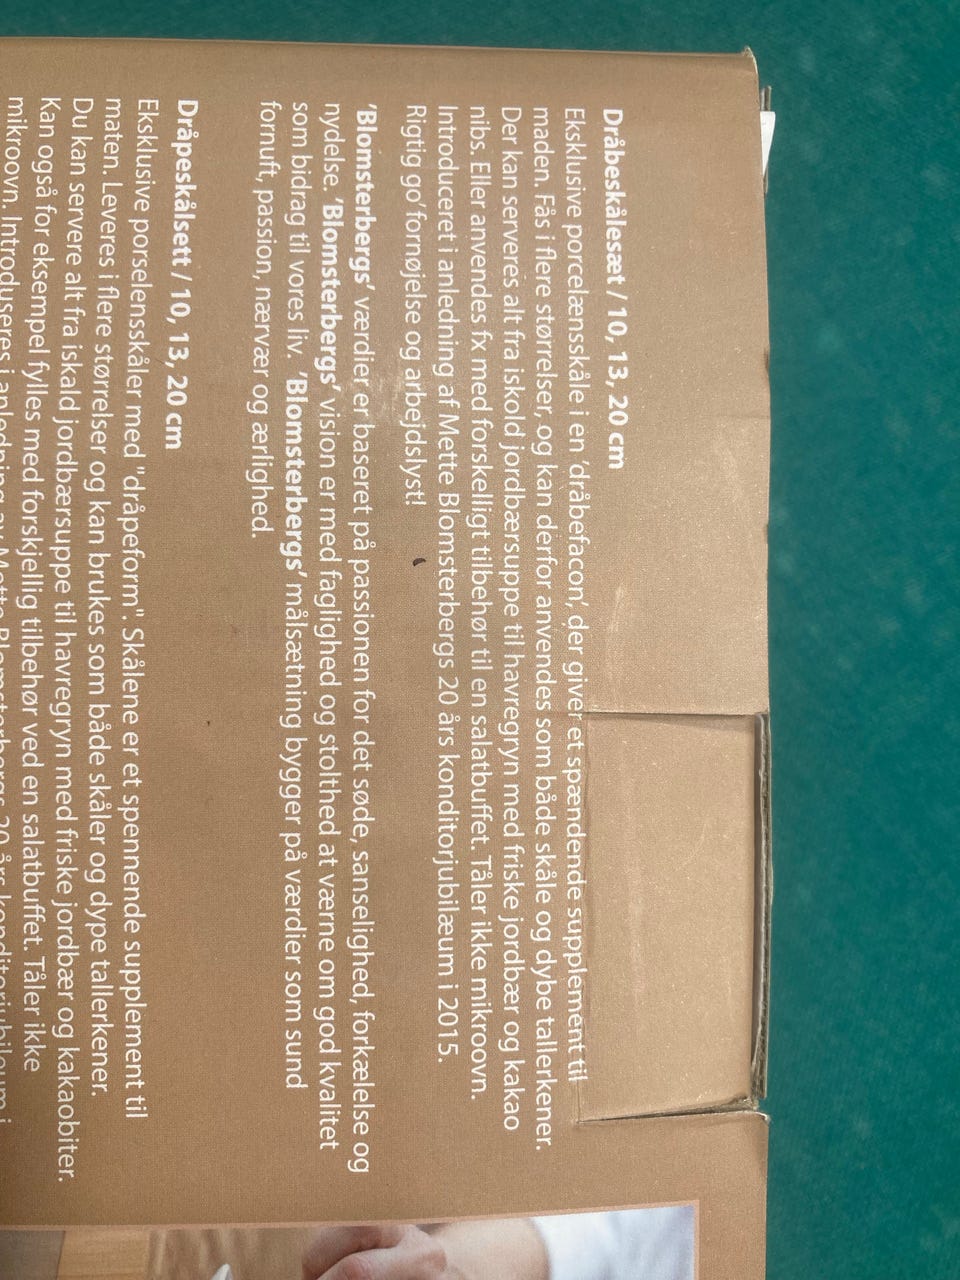 Dråbeskålesæt / 10, 13, 20 cm
Eksklusive porcelænsskåle i en 'dråbefacon', der giver et spændende supplement til
maden. Fås i flere størrelser, og kan derfor anvendes som både skåle og dybe tallerkener.
Der kan serveres alt fra iskold jordbærsuppe til havregryn med friske jordbær og kakao
nibs. Eller anvendes fx med forskelligt tilbehør til en salatbuffet. Tåler ikke mikroovn.
Introduceret i anledning af Mette Blomsterbergs 20 års konditorjubilæum i 2015.
Rigtig go' fornøjelse og arbejdslyst!
'Blomsterbergs' værdier er baseret på passionen for det søde, sanselighed, forkælelse og
nydelse. 'Blomsterbergs' vision er med faglighed og stolthed at værne om god kvalitet
som bidrag til vores liv. 'Blomsterbergs' målsætning bygger på værdier som sund
fornuft, passion, nærvær og ærlighed.
Dråpeskålsett / 10, 13, 20 cm
Eksklusive porselensskåler med "dråpeform". Skålene er et spennende supplement til
maten. Leveres i flere størrelser og kan brukes som både skåler og dype tallerkener.
Du kan servere alt fra iskald jordbærsuppe til havregryn med friske jordbær og kakaobiter.
Kan også for eksempel fylles med forskjellig tilbehør ved en salatbuffet. Tåler ikke
mikroovn. Introduseres i anledning av Mette Blomsterbergs 20 års konditorjubileum i